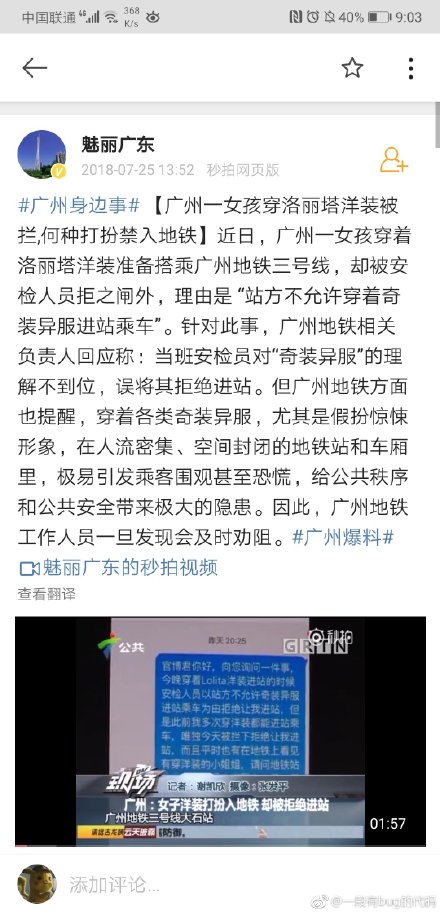 中国联通 4G 368 K/s 40% 9:03
魅丽广东
2018-07-25 13:52 秒拍网页版
#广州身边事#【广州一女孩穿洛丽塔洋装被
拦,何种打扮禁入地铁】近日，广州一女孩穿着
洛丽塔洋装准备搭乘广州地铁三号线，却被安
检人员拒之闸外，理由是“站方不允许穿着奇
装异服进站乘车”。针对此事，广州地铁相关
负责人回应称：当班安检员对“奇装异服”的理
解不到位，误将其拒绝进站。但广州地铁方面
也提醒，穿着各类奇装异服，尤其是假扮惊悚
形象，在人流密集、空间封闭的地铁站和车厢
里，极易引发乘客围观甚至恐慌，给公共秩序
和公共安全带来极大的隐患。因此，广州地铁
工作人员一旦发现会及时劝阻。#广州爆料#
魅丽广东的秒拍视频
查看翻译
公共
昨天 20:25
GRTN
秒拍
官博君你好，向您询问一件事，
今晚穿着Lolita洋装进站的时候
安检人员以站方不允许奇装异服
进站乘车为由拒绝让我进站，但
是此前我多次穿洋装都能进站乘
车，唯独今天被拦下拒绝让我进
站，而且平时也有在地铁上看见
有穿洋装的小姐姐，请问地铁站
现场
记者：谢凯欣 摄像：张发平
广州：女子洋装打扮入地铁 却被拒绝进站
广州地铁三号线大石站
云天披霞
防御。
01:57
添加评论...
@一段有bug的代码